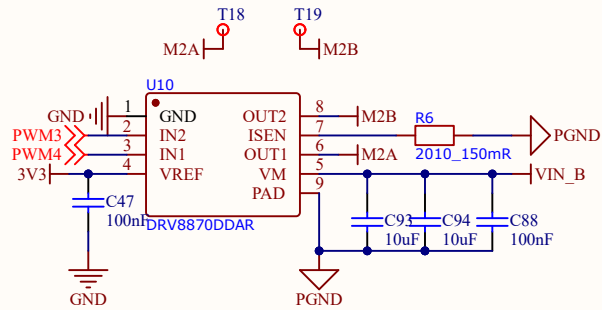 T18
T19
M2A
M2B
U10
GND
1
GND
OUT2
8
M2B
PWM3
2
IN2
ISEN
7
R6
2010_150mR
PGND
PWM4
3
IN1
OUT1
6
M2A
3V3
4
VREF
VM
5
VIN_B
PAD
9
C47
100nF
DRV8870DDAR
C93
10uF
C94
10uF
C88
100nF
GND
PGND